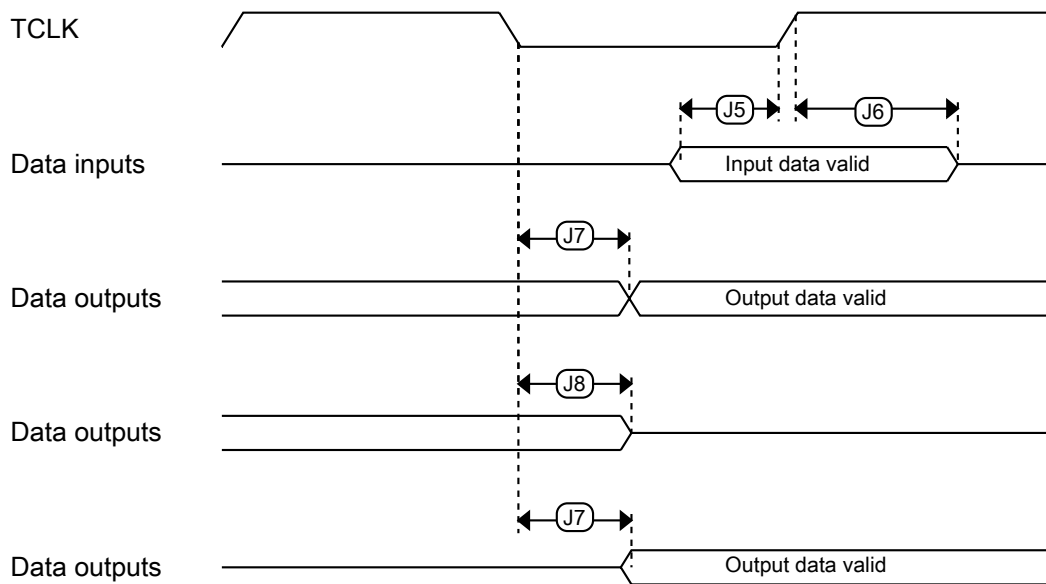 TCLK
J5
J6
Data inputs
Input data valid
J7
Data outputs
Output data valid
J8
Data outputs
J7
Data outputs
Output data valid